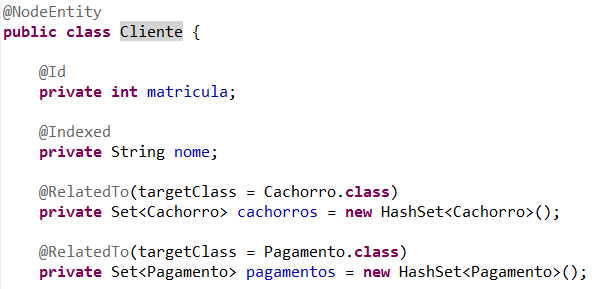 @NodeEntity
public class Cliente {
@Id
private int matricula;
@Indexed
private String nome;
@RelatedTo(targetClass = Cachorro.class)
private Set<Cachorro> cachorros = new HashSet<Cachorro>();
@RelatedTo(targetClass = Pagamento.class)
private Set<Pagamento> pagamentos = new HashSet<Pagamento>();